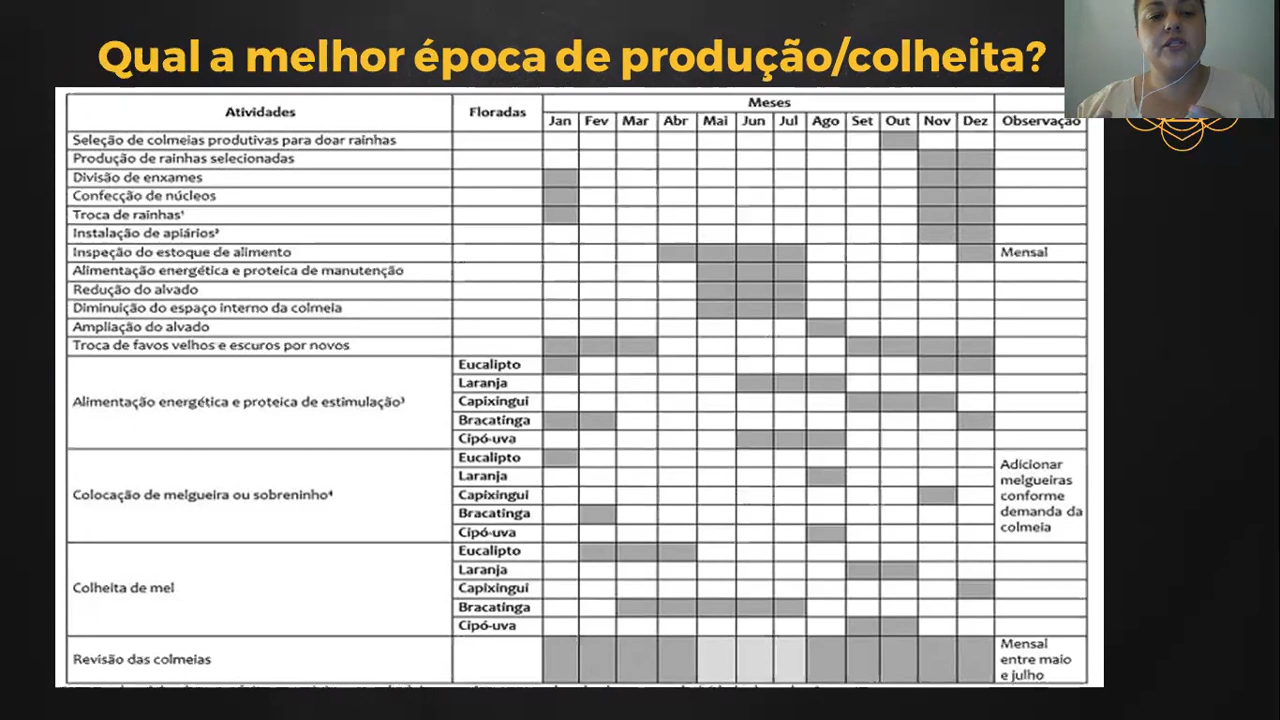 Qual a melhor época de produção/colheita?
Atividades Floradas Meses
Jan Fev Mar Abr Mai Jun Jul Ago Set Out Nov Dez Observação
Seleção de colmeias produtivas para doar rainhas
Produção de rainhas selecionadas
Divisão de enxames
Confecção de núcleos
Troca de rainhas¹
Instalação de apiários²
Inspeção do estoque de alimento Mensal
Alimentação energética e proteica de manutenção
Redução do alvado
Diminuição do espaço interno da colmeia
Ampliação do alvado
Troca de favos velhos e escuros por novos
Alimentação energética e proteica de estimulação³
Eucalipto
Laranja
Capixingui
Bracatinga
Cipó-uva
Colocação de melgueira ou sobreninho⁴
Eucalipto
Laranja
Capixingui
Bracatinga
Cipó-uva
Adicionar
melgueiras
conforme
demanda da
colmeia
Colheita de mel
Eucalipto
Laranja
Capixingui
Bracatinga
Cipó-uva
Revisão das colmeias
Mensal
entre maio
e julho